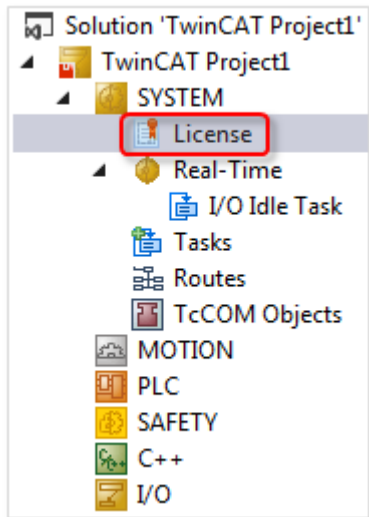 Solution 'TwinCAT Project1'
TwinCAT Project1
SYSTEM
License
Real-Time
I/O Idle Task
Tasks
Routes
TcCOM Objects
MOTION
PLC
SAFETY
C++
I/O